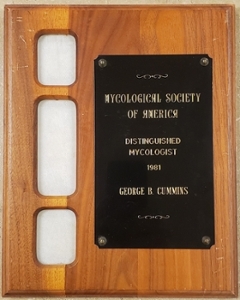 MYCOLOGICAL SOCIETY
OF AMERICA
DISTINGUISHED
MYCOLOGIST
1981
GEORGE B. CUMMINS